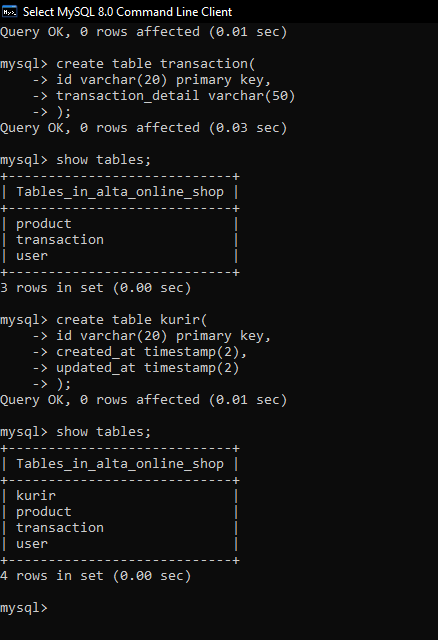 Select MySQL 8.0 Command Line Client
Query OK, 0 rows affected (0.01 sec)
mysql> create table transaction(
    -> id varchar(20) primary key,
    -> transaction_detail varchar(50)
    -> );
Query OK, 0 rows affected (0.03 sec)
mysql> show tables;
+----------------------------+
| Tables_in_alta_online_shop |
+----------------------------+
| product                    |
| transaction                |
| user                       |
+----------------------------+
3 rows in set (0.00 sec)
mysql> create table kurir(
    -> id varchar(20) primary key,
    -> created_at timestamp(2),
    -> updated_at timestamp(2)
    -> );
Query OK, 0 rows affected (0.01 sec)
mysql> show tables;
+----------------------------+
| Tables_in_alta_online_shop |
+----------------------------+
| kurir                      |
| product                    |
| transaction                |
| user                       |
+----------------------------+
4 rows in set (0.00 sec)
mysql>